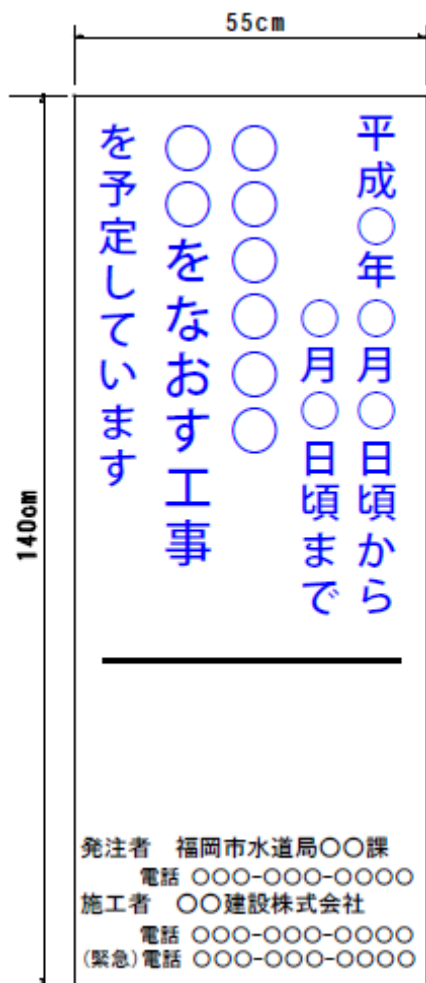 55cm
140cm
平成○年○月○日頃から
○月○日頃まで
○○○○○○
○○をなおす工事
を予定しています
発注者 福岡市水道局○○課
電話 ○○○-○○○-○○○○
施工者 ○○建設株式会社
電話 ○○○-○○○-○○○○
(緊急)電話 ○○○-○○○-○○○○